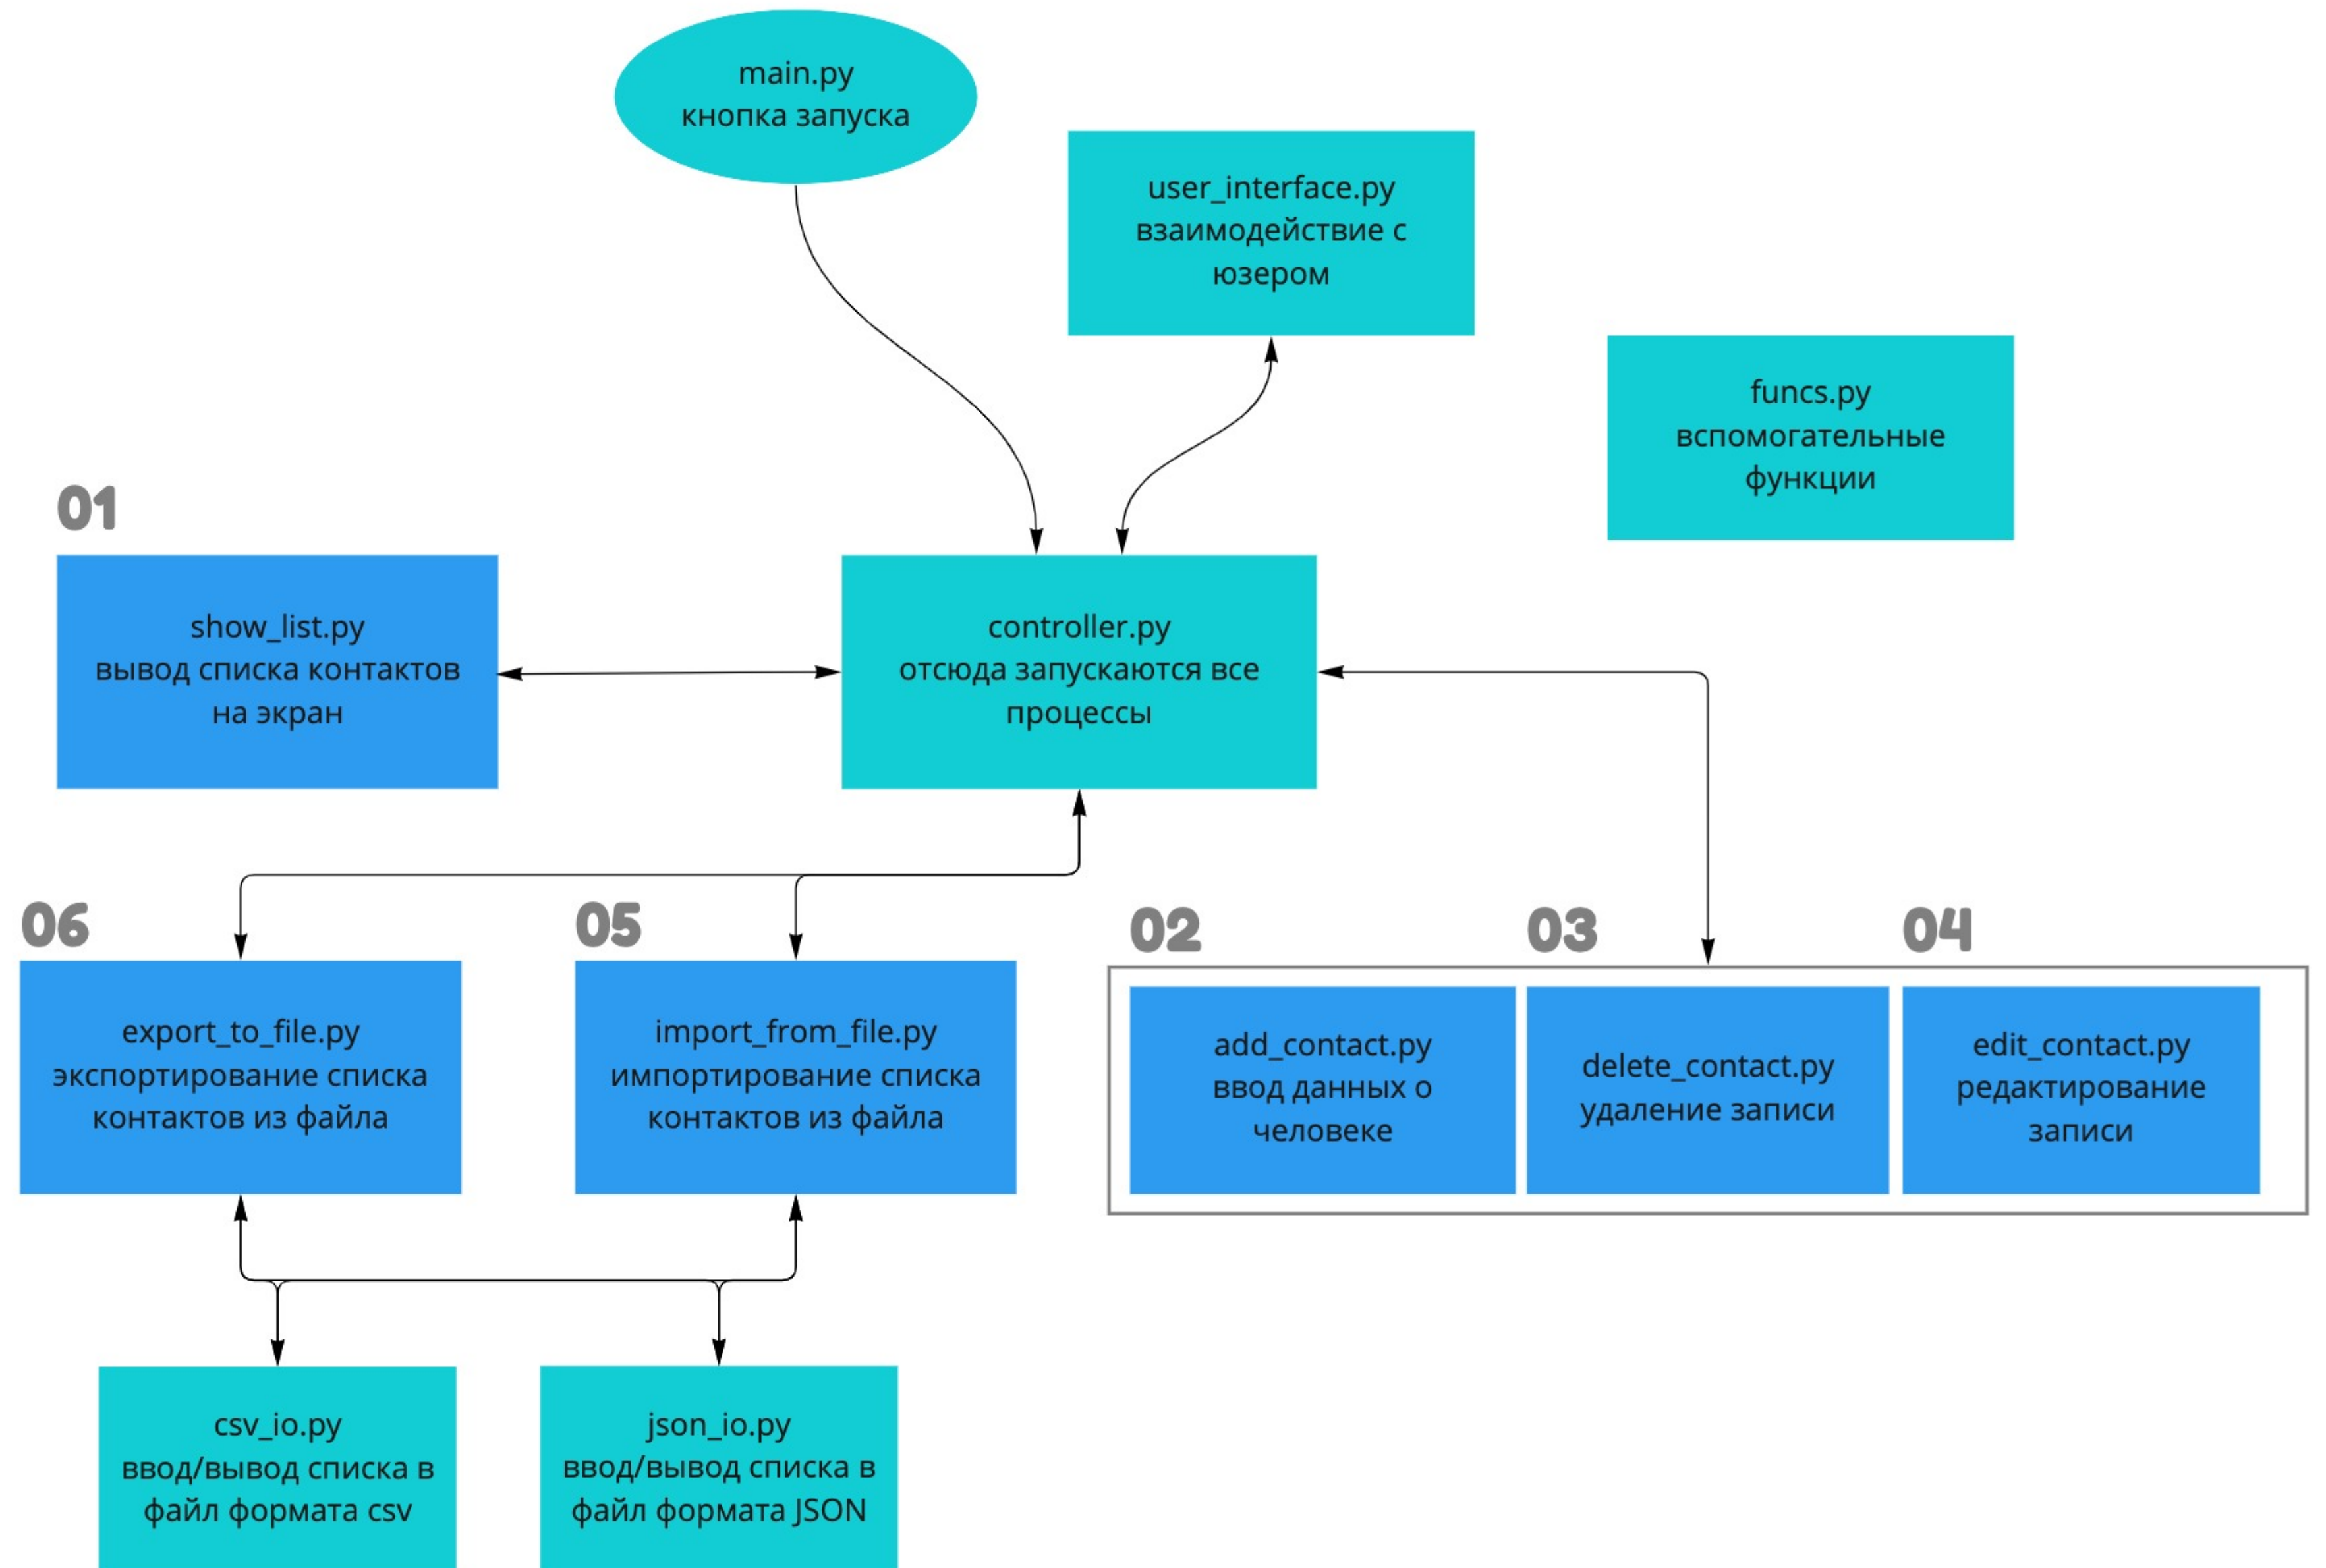 main.py
кнопка запуска
user_interface.py
взаимодействие с
юзером
funcs.py
вспомогательные
функции
01
show_list.py
вывод списка контактов
на экран
controller.py
отсюда запускаются все
процессы
06
export_to_file.py
экспортирование списка
контактов из файла
05
import_from_file.py
импортирование списка
контактов из файла
02
add_contact.py
ввод данных о
человеке
03
delete_contact.py
удаление записи
04
edit_contact.py
редактирование
записи
csv_io.py
ввод/вывод списка в
файл формата csv
json_io.py
ввод/вывод списка в
файл формата JSON